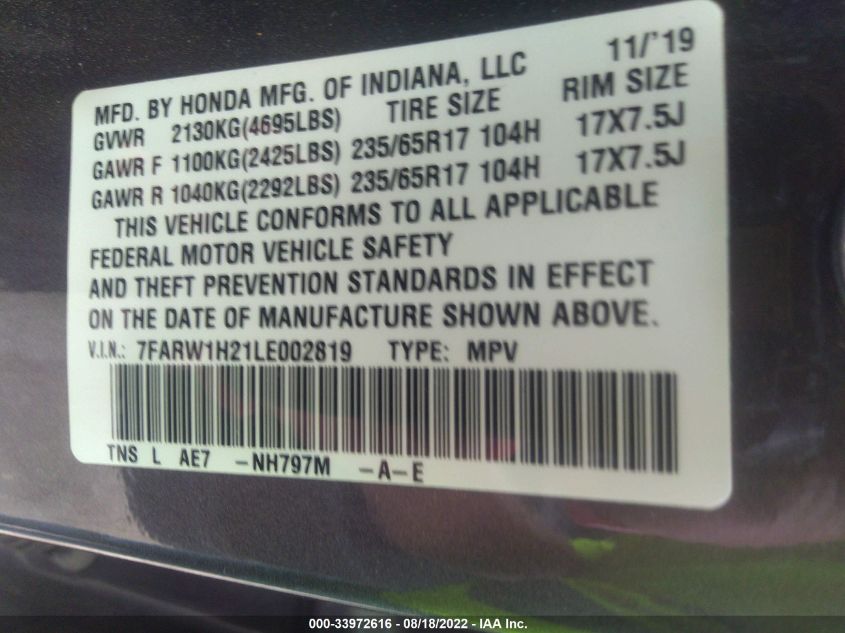 11/'19
MFD. BY HONDA MFG. OF INDIANA, LLC
GVWR 2130KG(4695LBS) TIRE SIZE RIM SIZE
GAWR F 1100KG(2425LBS) 235/65R17 104H 17X7.5J
GAWR R 1040KG(2292LBS) 235/65R17 104H 17X7.5J
THIS VEHICLE CONFORMS TO ALL APPLICABLE
FEDERAL MOTOR VEHICLE SAFETY
AND THEFT PREVENTION STANDARDS IN EFFECT
ON THE DATE OF MANUFACTURE SHOWN ABOVE.
V.I.N.: 7FARW1H21LE002819 TYPE: MPV
TNS L AE7 -NH797M -A-E
000-33972616 - 08/18/2022 - IAA Inc.